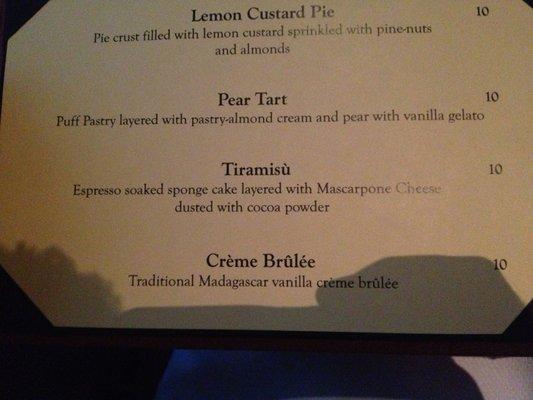 Lemon Custard Pie 10
Pie crust filled with lemon custard sprinkled with pine-nuts
and almonds
Pear Tart 10
Puff Pastry layered with pastry-almond cream and pear with vanilla gelato
Tiramisù 10
Espresso soaked sponge cake layered with Mascarpone Cheese
dusted with cocoa powder
Crème Brûlée 10
Traditional Madagascar vanilla crème brûlée